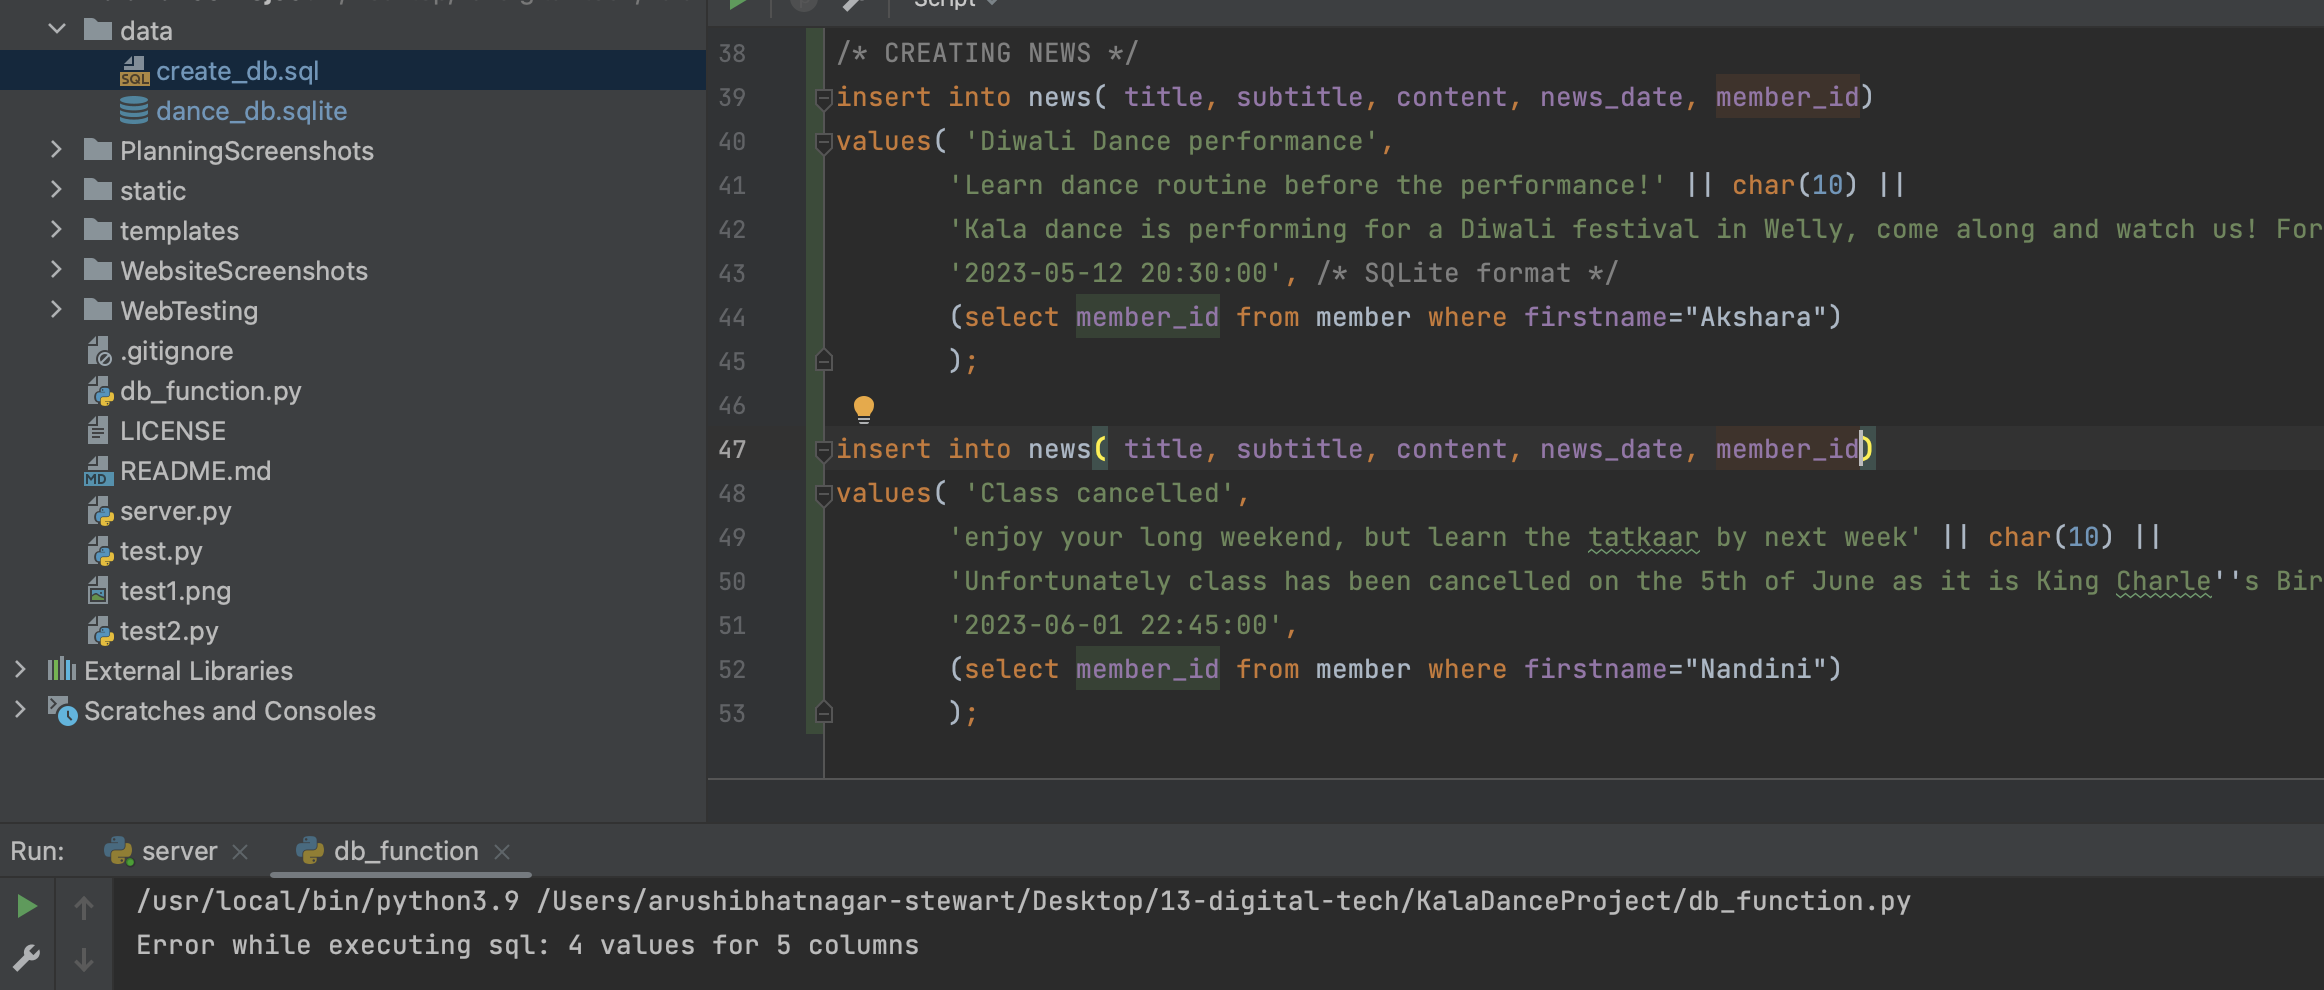 Script
data
create_db.sql
dance_db.sqlite
PlanningScreenshots
static
templates
WebsiteScreenshots
WebTesting
.gitignore
db_function.py
LICENSE
README.md
server.py
test.py
test1.png
test2.py
External Libraries
Scratches and Consoles
38 /* CREATING NEWS */
39 insert into news( title, subtitle, content, news_date, member_id)
40 values( 'Diwali Dance performance',
41 'Learn dance routine before the performance!' || char(10) ||
42 'Kala dance is performing for a Diwali festival in Welly, come along and watch us! For
43 '2023-05-12 20:30:00', /* SQLite format */
44 (select member_id from member where firstname="Akshara")
45 );
46
47 insert into news( title, subtitle, content, news_date, member_id)
48 values( 'Class cancelled',
49 'enjoy your long weekend, but learn the tatkaar by next week' || char(10) ||
50 'Unfortunately class has been cancelled on the 5th of June as it is King Charle''s Bir
51 '2023-06-01 22:45:00',
52 (select member_id from member where firstname="Nandini")
53 );
Run: server db_function
/usr/local/bin/python3.9 /Users/arushibhatnagar-stewart/Desktop/13-digital-tech/KalaDanceProject/db_function.py
Error while executing sql: 4 values for 5 columns